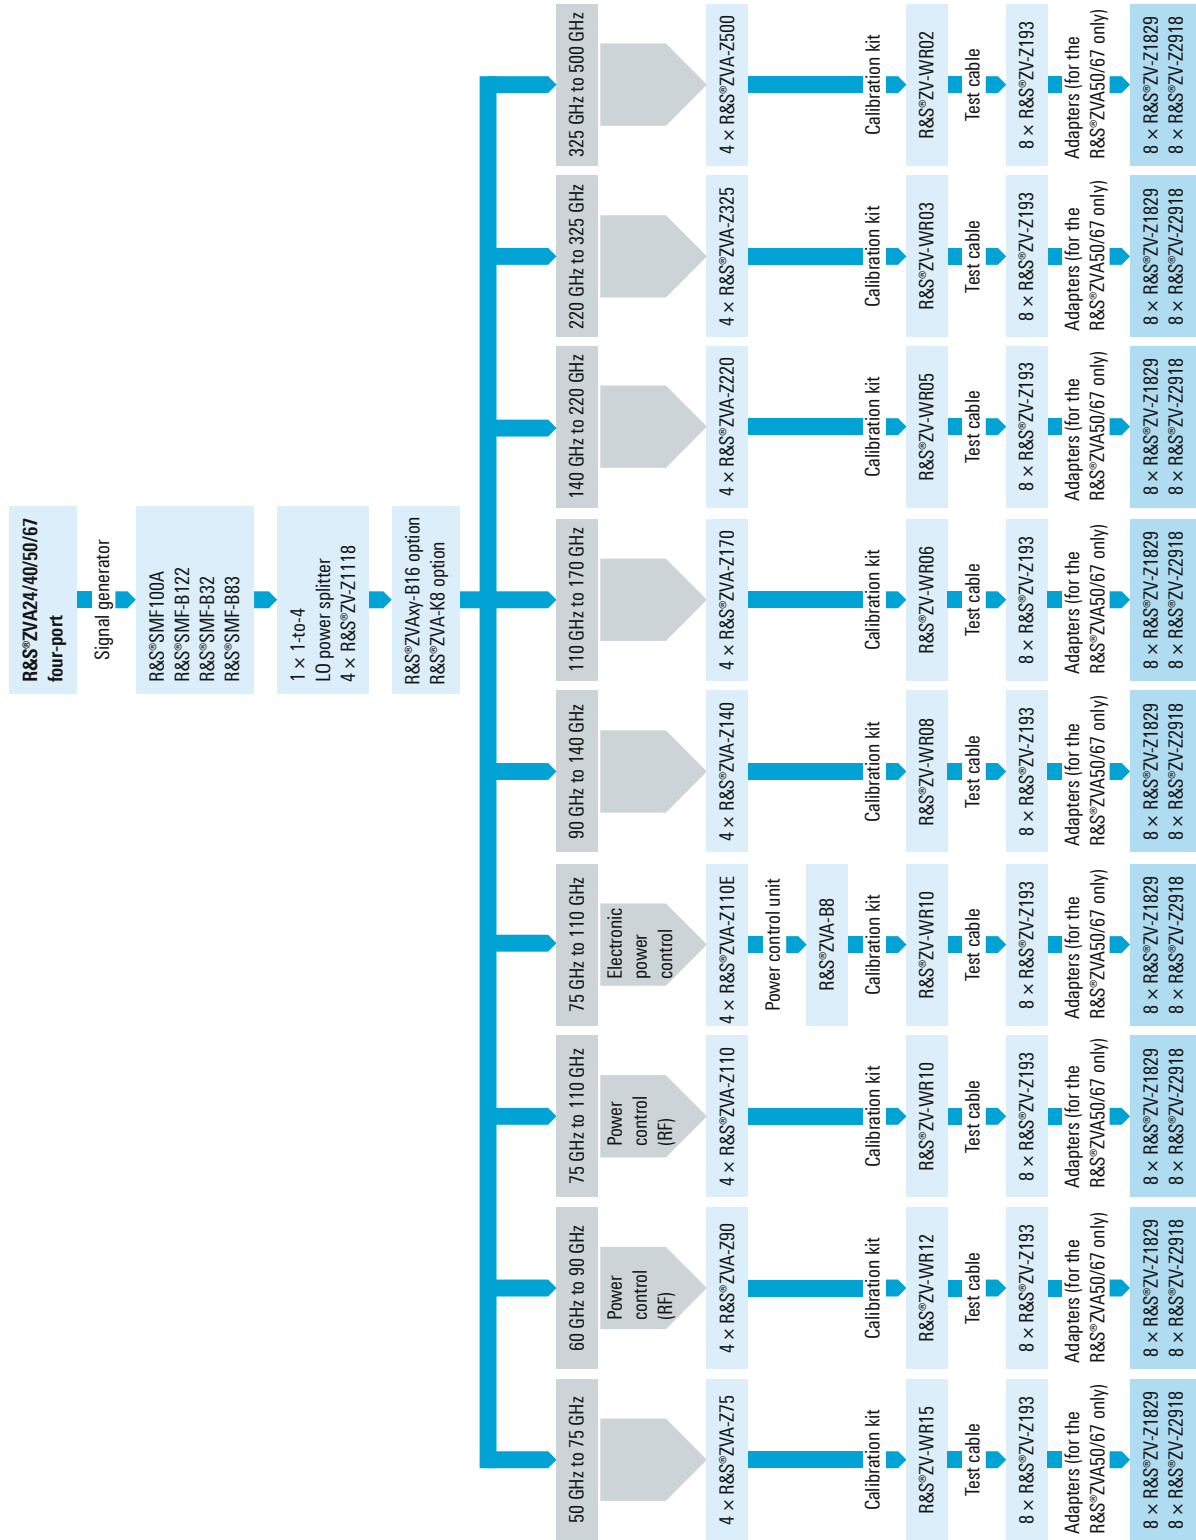 R&S®ZVA24/40/50/67
four-port
Signal generator
R&S®SMF100A
R&S®SMF-B122
R&S®SMF-B32
R&S®SMF-B83
1 × 1-to-4
LO power splitter
4 × R&S®ZV-Z1118
R&S®ZVAxy-B16 option
R&S®ZVA-K8 option
50 GHz to 75 GHz
4 × R&S®ZVA-Z75
Calibration kit
R&S®ZV-WR15
Test cable
8 × R&S®ZV-Z193
Adapters (for the
R&S®ZVA50/67 only)
8 × R&S®ZV-Z1829
8 × R&S®ZV-Z2918
60 GHz to 90 GHz
Power
control
(RF)
4 × R&S®ZVA-Z90
Calibration kit
R&S®ZV-WR12
Test cable
8 × R&S®ZV-Z193
Adapters (for the
R&S®ZVA50/67 only)
8 × R&S®ZV-Z1829
8 × R&S®ZV-Z2918
75 GHz to 110 GHz
Power
control
(RF)
4 × R&S®ZVA-Z110
Calibration kit
R&S®ZV-WR10
Test cable
8 × R&S®ZV-Z193
Adapters (for the
R&S®ZVA50/67 only)
8 × R&S®ZV-Z1829
8 × R&S®ZV-Z2918
75 GHz to 110 GHz
Electronic
power
control
4 × R&S®ZVA-Z110E
Power control unit
R&S®ZVA-B8
Calibration kit
R&S®ZV-WR10
Test cable
8 × R&S®ZV-Z193
Adapters (for the
R&S®ZVA50/67 only)
8 × R&S®ZV-Z1829
8 × R&S®ZV-Z2918
90 GHz to 140 GHz
4 × R&S®ZVA-Z140
Calibration kit
R&S®ZV-WR08
Test cable
8 × R&S®ZV-Z193
Adapters (for the
R&S®ZVA50/67 only)
8 × R&S®ZV-Z1829
8 × R&S®ZV-Z2918
110 GHz to 170 GHz
4 × R&S®ZVA-Z170
Calibration kit
R&S®ZV-WR06
Test cable
8 × R&S®ZV-Z193
Adapters (for the
R&S®ZVA50/67 only)
8 × R&S®ZV-Z1829
8 × R&S®ZV-Z2918
140 GHz to 220 GHz
4 × R&S®ZVA-Z220
Calibration kit
R&S®ZV-WR05
Test cable
8 × R&S®ZV-Z193
Adapters (for the
R&S®ZVA50/67 only)
8 × R&S®ZV-Z1829
8 × R&S®ZV-Z2918
220 GHz to 325 GHz
4 × R&S®ZVA-Z325
Calibration kit
R&S®ZV-WR03
Test cable
8 × R&S®ZV-Z193
Adapters (for the
R&S®ZVA50/67 only)
8 × R&S®ZV-Z1829
8 × R&S®ZV-Z2918
325 GHz to 500 GHz
4 × R&S®ZVA-Z500
Calibration kit
R&S®ZV-WR02
Test cable
8 × R&S®ZV-Z193
Adapters (for the
R&S®ZVA50/67 only)
8 × R&S®ZV-Z1829
8 × R&S®ZV-Z2918